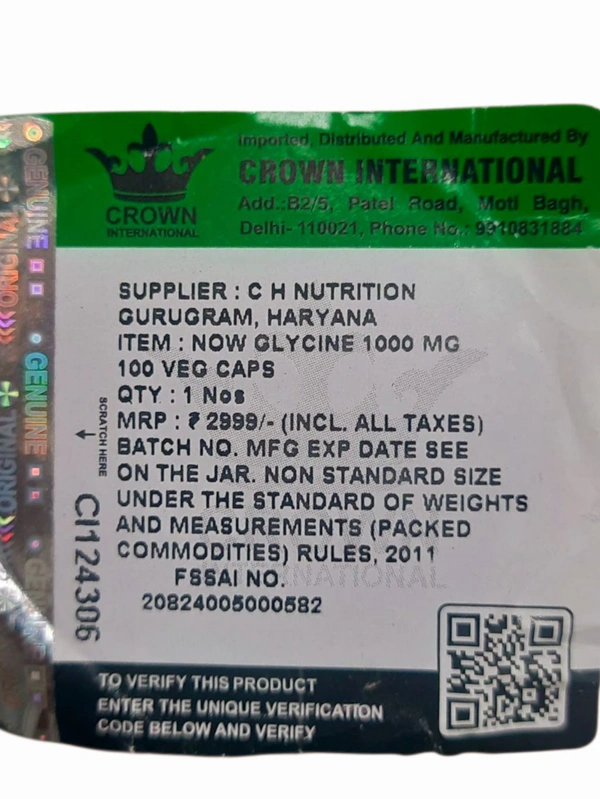 Imported, Distributed And Manufactured By
CROWN INTERNATIONAL
Add.:B2/5, Patel Road, Moti Bagh,
Delhi- 110021, Phone No.: 9910831884
CROWN
INTERNATIONAL
SUPPLIER : C H NUTRITION
GURUGRAM, HARYANA
ITEM : NOW GLYCINE 1000 MG
100 VEG CAPS
QTY : 1 Nos
MRP : ₹ 2999/- (INCL. ALL TAXES)
BATCH NO. MFG EXP DATE SEE
ON THE JAR. NON STANDARD SIZE
UNDER THE STANDARD OF WEIGHTS
AND MEASUREMENTS (PACKED
COMMODITIES) RULES, 2011
FSSAI NO.
20824005000582
INTERNATIONAL
SCRATCH HERE
CI124306
GENUINE
GENUINE
ORIGINAL
ORIGINAL
TO VERIFY THIS PRODUCT
ENTER THE UNIQUE VERIFICATION
CODE BELOW AND VERIFY